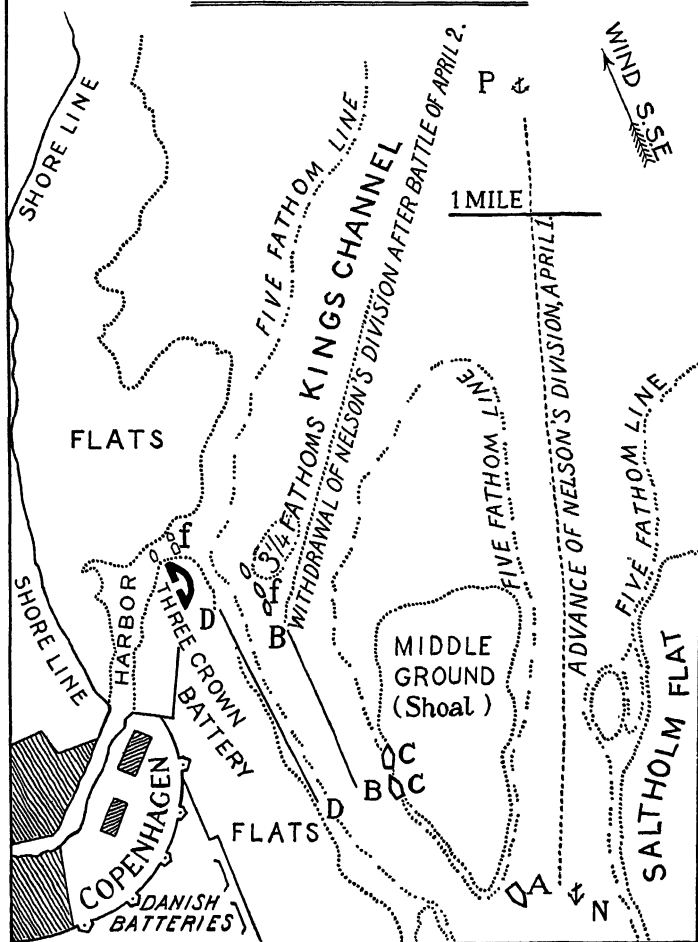 SHORE LINE
FIVE FATHOM LINE
KINGS CHANNEL
3¼ FATHOMS
WITHDRAWAL OF NELSON'S DIVISION AFTER BATTLE OF APRIL 2.
P
WIND S.SE
1 MILE
ADVANCE OF NELSON'S DIVISION, APRIL 1.
FLATS
FIVE FATHOM LINE
FIVE FATHOM LINE
f
f
D
B
SHORE LINE
HARBOR
THREE CROWN
BATTERY
MIDDLE
GROUND
(Shoal)
SALTHOLM FLAT
C
B C
D
FLATS
COPENHAGEN
DANISH
BATTERIES
A
N